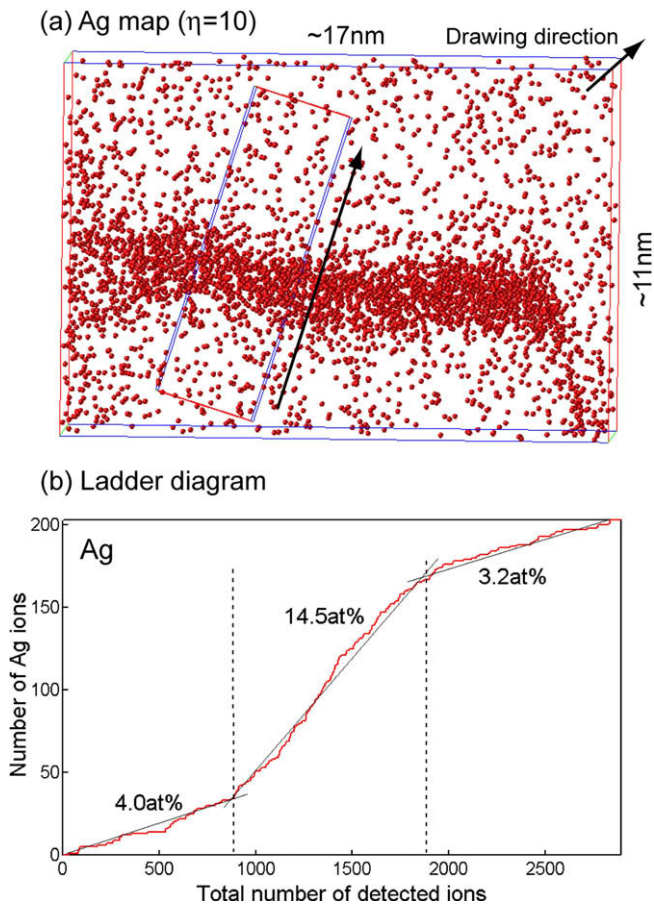 (a) Ag map (η=10)
~17nm
Drawing direction
~11nm
(b) Ladder diagram
Ag
200
150
100
50
0
Number of Ag ions
4.0at%
14.5at%
3.2at%
0 500 1000 1500 2000 2500
Total number of detected ions